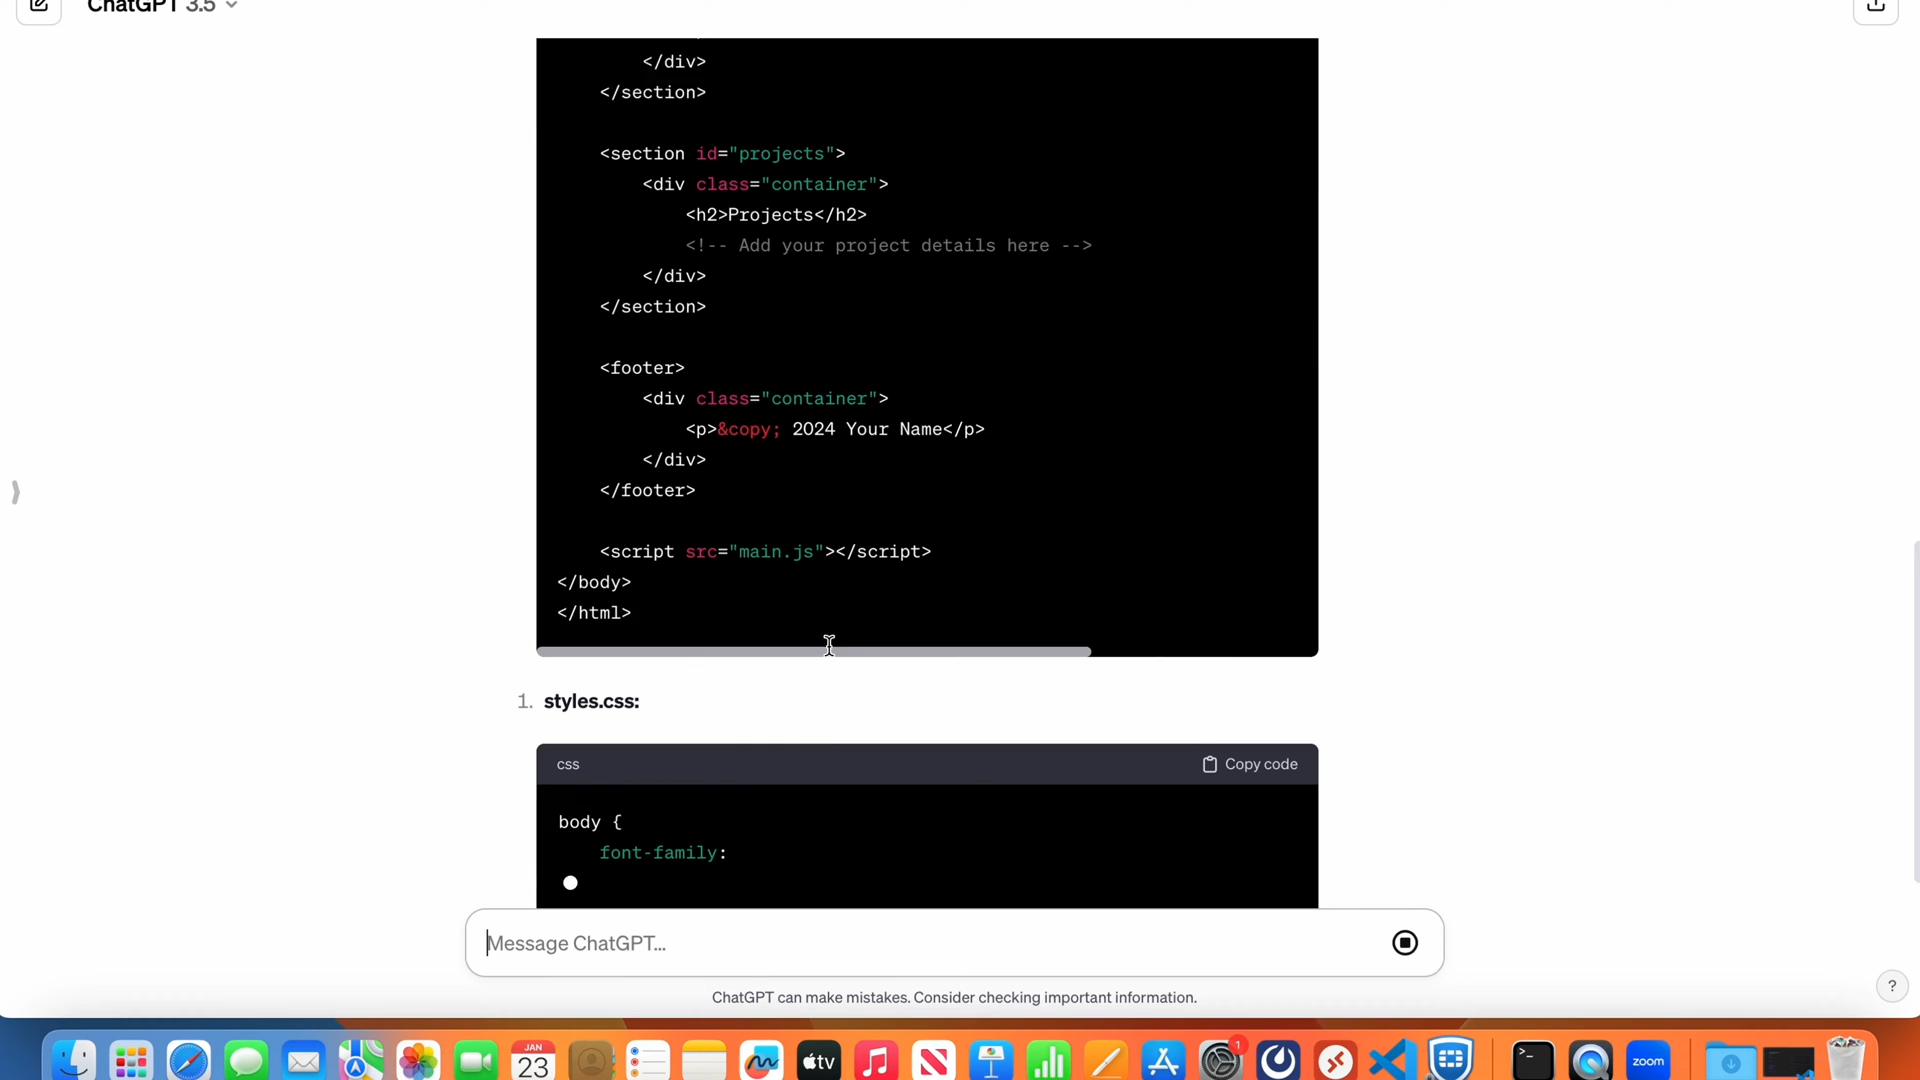 ChatGPT 3.5
</div>
</section>
<section id="projects">
<div class="container">
<h2>Projects</h2>
<!-- Add your project details here -->
</div>
</section>
<footer>
<div class="container">
<p>&copy; 2024 Your Name</p>
</div>
</footer>
<script src="main.js"></script>
</body>
</html>
1. styles.css:
css
Copy code
body {
font-family:
Message ChatGPT...
?
ChatGPT can make mistakes. Consider checking important information.
JAN
23
tv
1
>_
zoom